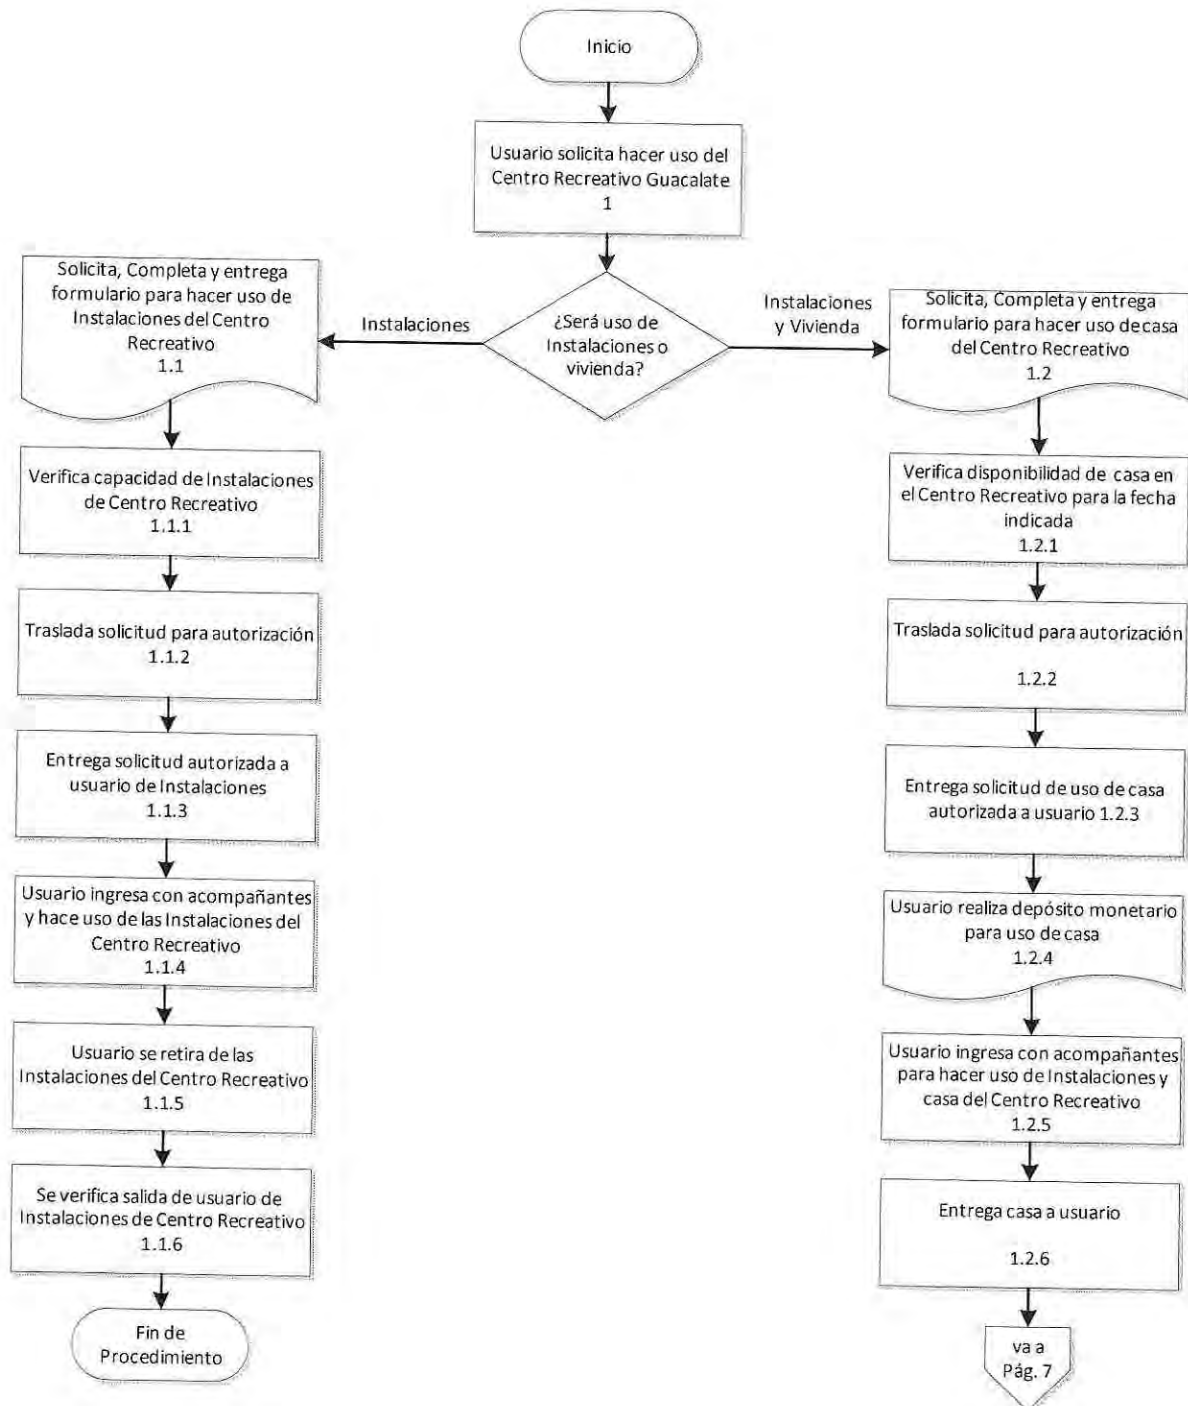 Inicio
Usuario solicita hacer uso del
Centro Recreativo Guacalate
1
¿Será uso de
Instalaciones o
vivienda?
Instalaciones
Instalaciones
y Vivienda
Solicita, Completa y entrega
formulario para hacer uso de
Instalaciones del Centro
Recreativo
1.1
Verifica capacidad de Instalaciones
de Centro Recreativo
1.1.1
Traslada solicitud para autorización
1.1.2
Entrega solicitud autorizada a
usuario de Instalaciones
1.1.3
Usuario ingresa con acompañantes
y hace uso de las Instalaciones del
Centro Recreativo
1.1.4
Usuario se retira de las
Instalaciones del Centro Recreativo
1.1.5
Se verifica salida de usuario de
Instalaciones de Centro Recreativo
1.1.6
Fin de
Procedimiento
Solicita, Completa y entrega
formulario para hacer uso de casa
del Centro Recreativo
1.2
Verifica disponibilidad de casa en
el Centro Recreativo para la fecha
indicada
1.2.1
Traslada solicitud para autorización
1.2.2
Entrega solicitud de uso de casa
autorizada a usuario 1.2.3
Usuario realiza depósito monetario
para uso de casa
1.2.4
Usuario ingresa con acompañantes
para hacer uso de Instalaciones y
casa del Centro Recreativo
1.2.5
Entrega casa a usuario
1.2.6
va a
Pág. 7